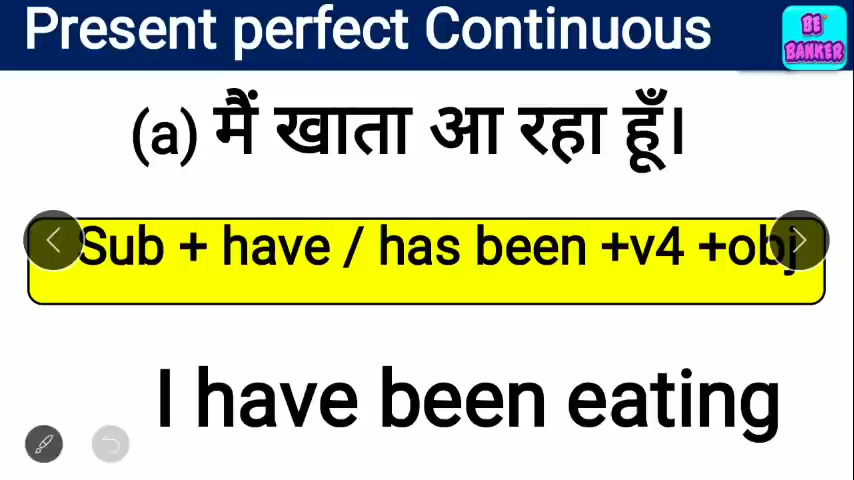 Present perfect Continuous
BE
BANKER
(a) मैं खाता आ रहा हूँ।
Sub + have / has been +v4 +obj
I have been eating